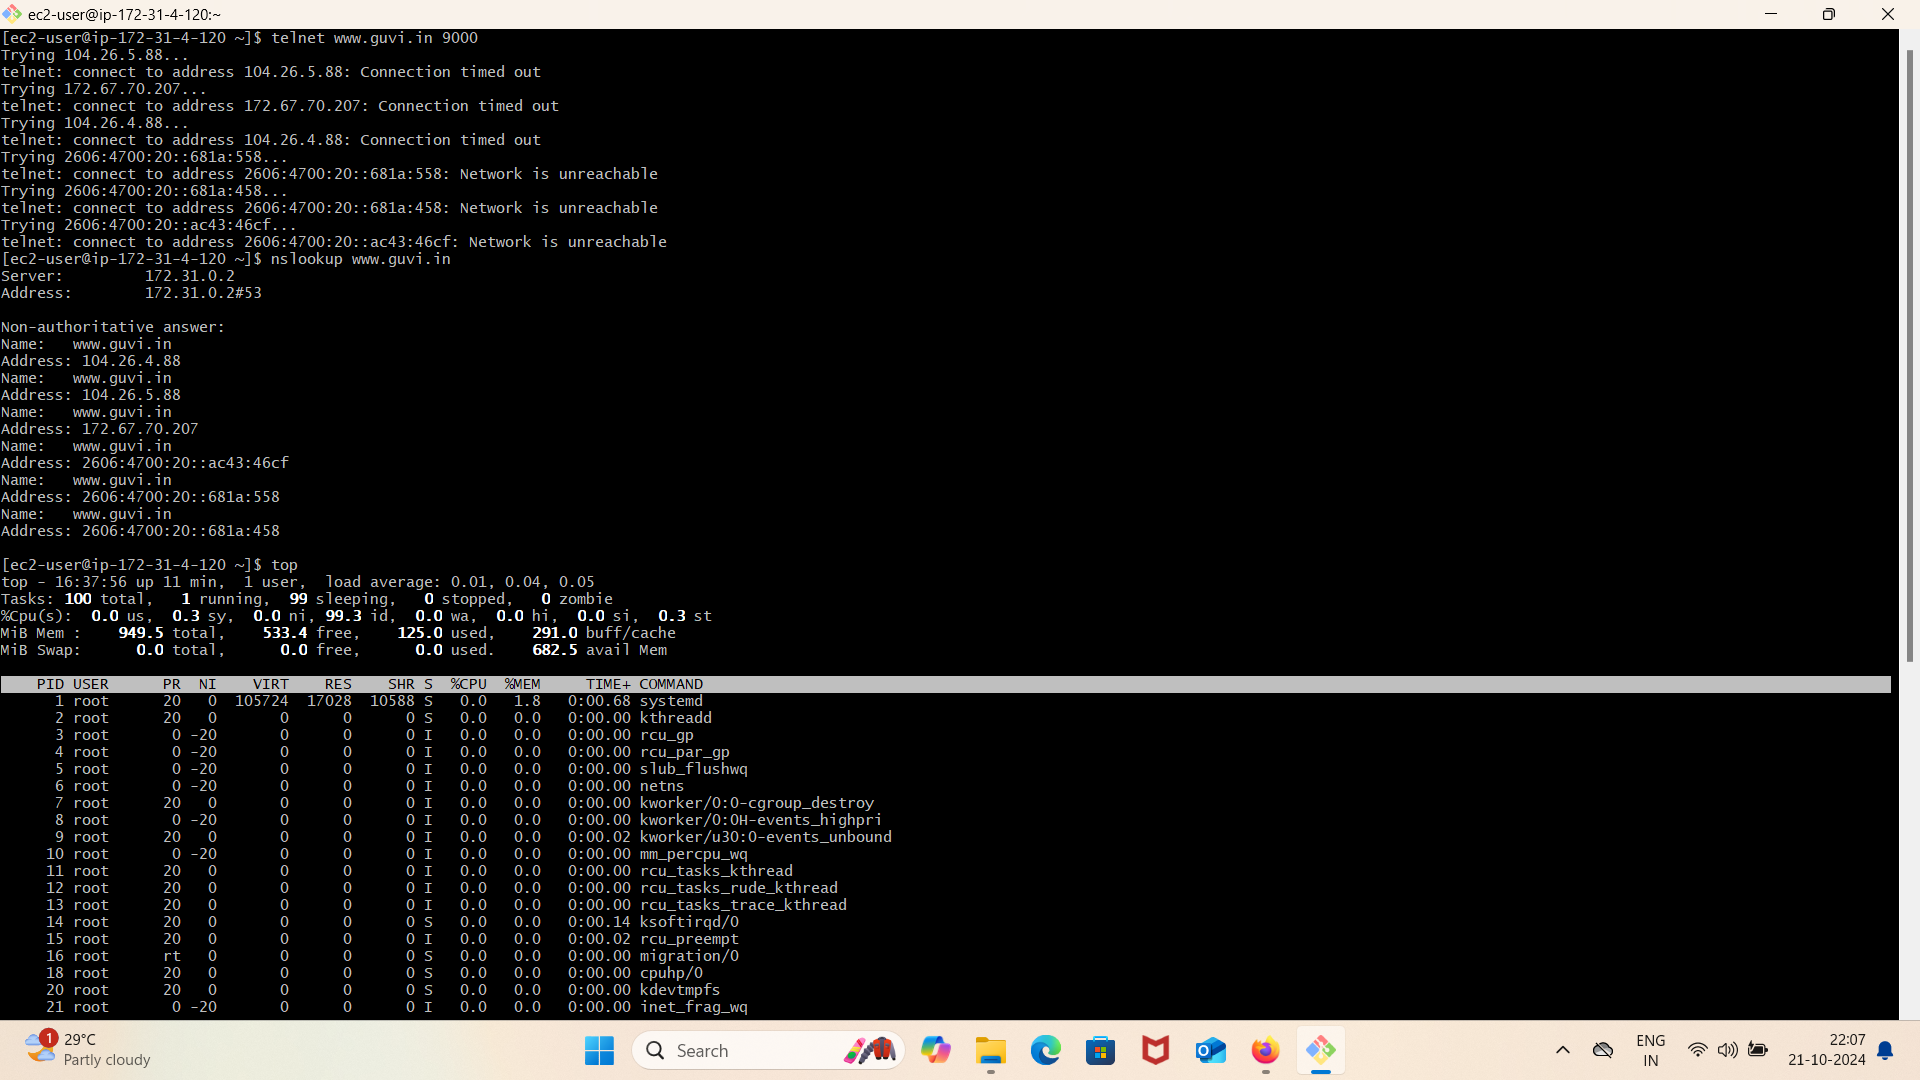 ec2-user@ip-172-31-4-120:~
[ec2-user@ip-172-31-4-120 ~]$ telnet www.guvi.in 9000
Trying 104.26.5.88...
telnet: connect to address 104.26.5.88: Connection timed out
Trying 172.67.70.207...
telnet: connect to address 172.67.70.207: Connection timed out
Trying 104.26.4.88...
telnet: connect to address 104.26.4.88: Connection timed out
Trying 2606:4700:20::681a:558...
telnet: connect to address 2606:4700:20::681a:558: Network is unreachable
Trying 2606:4700:20::681a:458...
telnet: connect to address 2606:4700:20::681a:458: Network is unreachable
Trying 2606:4700:20::ac43:46cf...
telnet: connect to address 2606:4700:20::ac43:46cf: Network is unreachable
[ec2-user@ip-172-31-4-120 ~]$ nslookup www.guvi.in
Server:         172.31.0.2
Address:        172.31.0.2#53
Non-authoritative answer:
Name:   www.guvi.in
Address: 104.26.4.88
Name:   www.guvi.in
Address: 104.26.5.88
Name:   www.guvi.in
Address: 172.67.70.207
Name:   www.guvi.in
Address: 2606:4700:20::ac43:46cf
Name:   www.guvi.in
Address: 2606:4700:20::681a:558
Name:   www.guvi.in
Address: 2606:4700:20::681a:458
[ec2-user@ip-172-31-4-120 ~]$ top
top - 16:37:56 up 11 min,  1 user,  load average: 0.01, 0.04, 0.05
Tasks: 100 total,   1 running,  99 sleeping,   0 stopped,   0 zombie
%Cpu(s):  0.0 us,  0.3 sy,  0.0 ni, 99.3 id,  0.0 wa,  0.0 hi,  0.0 si,  0.3 st
MiB Mem :    949.5 total,    533.4 free,    125.0 used,    291.0 buff/cache
MiB Swap:      0.0 total,      0.0 free,      0.0 used.    682.5 avail Mem
PID USER      PR  NI    VIRT    RES    SHR S  %CPU  %MEM     TIME+ COMMAND
1 root      20   0  105724  17028  10588 S   0.0   1.8   0:00.68 systemd
2 root      20   0       0      0      0 S   0.0   0.0   0:00.00 kthreadd
3 root       0 -20       0      0      0 I   0.0   0.0   0:00.00 rcu_gp
4 root       0 -20       0      0      0 I   0.0   0.0   0:00.00 rcu_par_gp
5 root       0 -20       0      0      0 I   0.0   0.0   0:00.00 slub_flushwq
6 root       0 -20       0      0      0 I   0.0   0.0   0:00.00 netns
7 root      20   0       0      0      0 I   0.0   0.0   0:00.00 kworker/0:0-cgroup_destroy
8 root       0 -20       0      0      0 I   0.0   0.0   0:00.00 kworker/0:0H-events_highpri
9 root      20   0       0      0      0 I   0.0   0.0   0:00.02 kworker/u30:0-events_unbound
10 root       0 -20       0      0      0 I   0.0   0.0   0:00.00 mm_percpu_wq
11 root      20   0       0      0      0 I   0.0   0.0   0:00.00 rcu_tasks_kthread
12 root      20   0       0      0      0 I   0.0   0.0   0:00.00 rcu_tasks_rude_kthread
13 root      20   0       0      0      0 I   0.0   0.0   0:00.00 rcu_tasks_trace_kthread
14 root      20   0       0      0      0 S   0.0   0.0   0:00.14 ksoftirqd/0
15 root      20   0       0      0      0 I   0.0   0.0   0:00.02 rcu_preempt
16 root      rt   0       0      0      0 S   0.0   0.0   0:00.00 migration/0
18 root      20   0       0      0      0 S   0.0   0.0   0:00.00 cpuhp/0
20 root      20   0       0      0      0 S   0.0   0.0   0:00.00 kdevtmpfs
21 root       0 -20       0      0      0 I   0.0   0.0   0:00.00 inet_frag_wq
1
29°C
Partly cloudy
Search
ENG
IN
22:07
21-10-2024